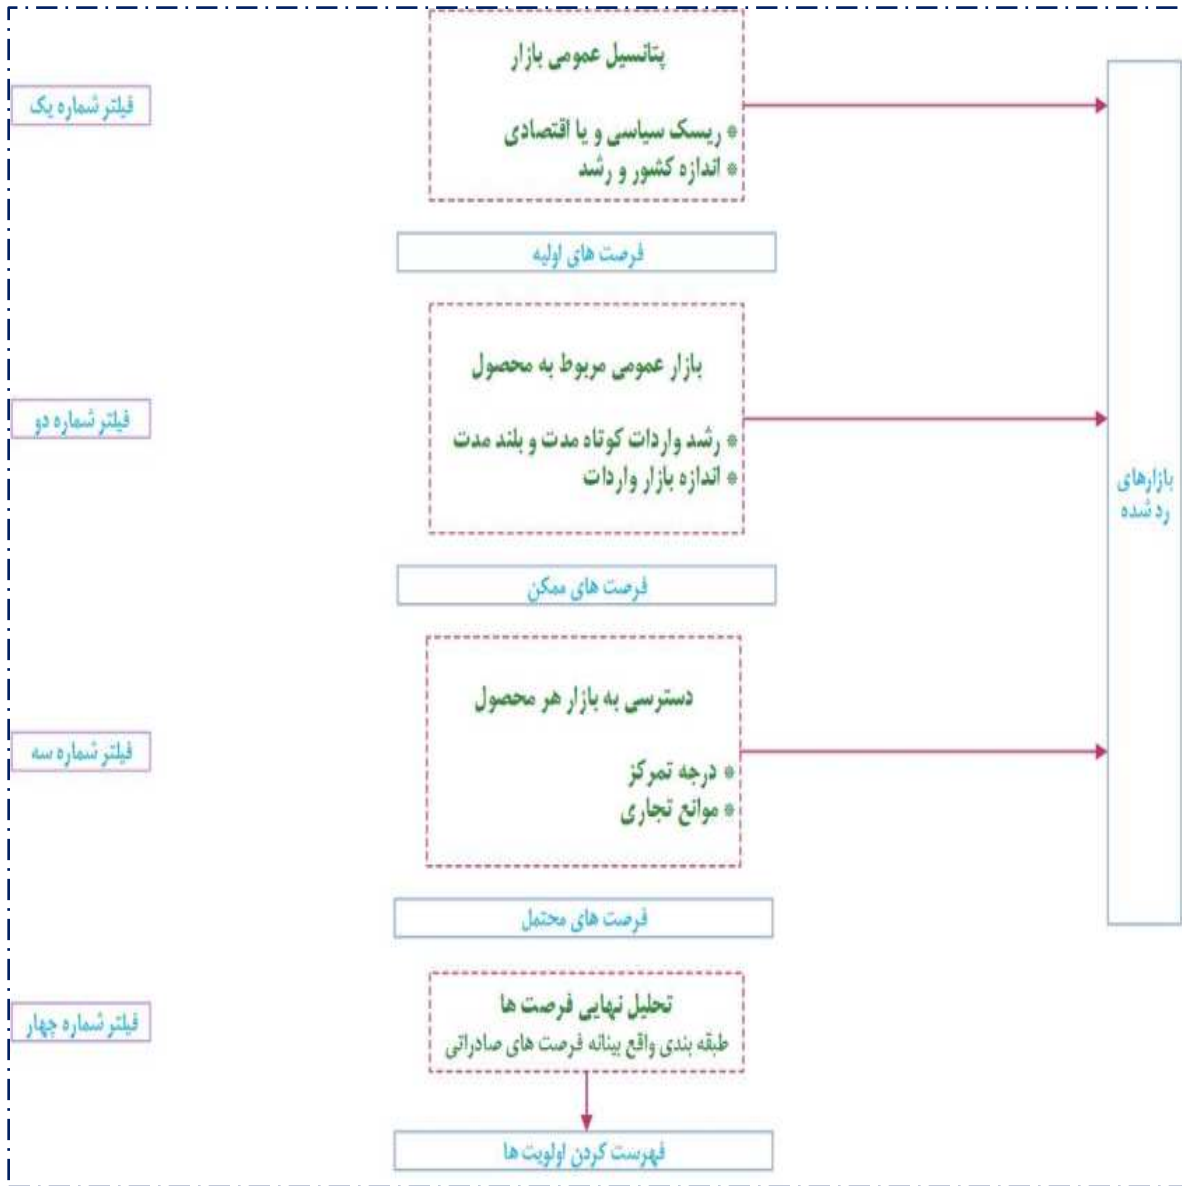 پتانسیل عمومی بازار
فیلتر شماره یک
* ریسک سیاسی و یا اقتصادی
* اندازه کشور و رشد
فرصت های اولیه
بازار عمومی مربوط به محصول
فیلتر شماره دو
* رشد واردات کوتاه مدت و بلند مدت
* اندازه بازار واردات
بازارهای
رد شده
فرصت های ممکن
دسترسی به بازار هر محصول
فیلتر شماره سه
* درجه تمرکز
* موانع تجاری
فرصت های محتمل
تحلیل نهایی فرصت ها
فیلتر شماره چهار
طبقه بندی واقع بینانه فرصت های صادراتی
فهرست کردن اولویت ها